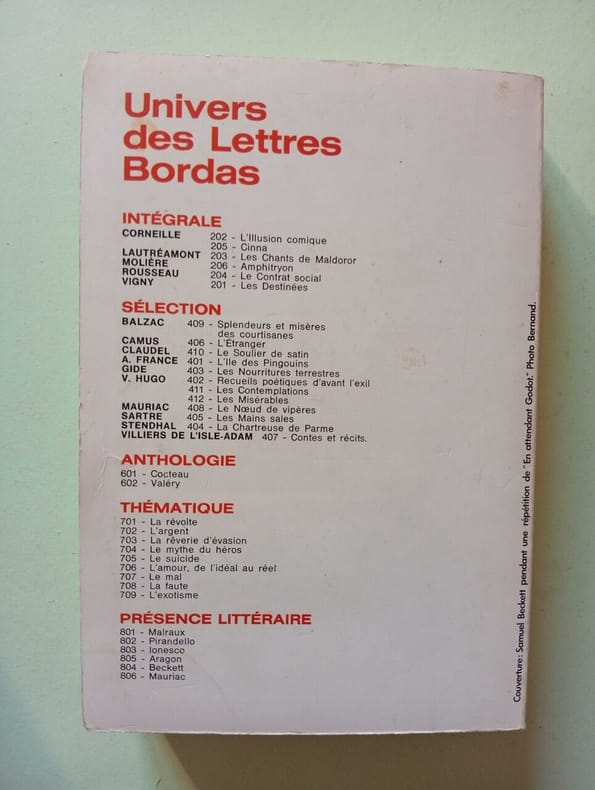 Univers
des Lettres
Bordas
INTÉGRALE
CORNEILLE 202 - L'Illusion comique
205 - Cinna
LAUTRÉAMONT 203 - Les Chants de Maldoror
MOLIÈRE 206 - Amphitryon
ROUSSEAU 204 - Le Contrat social
VIGNY 201 - Les Destinées
SÉLECTION
BALZAC 409 - Splendeurs et misères
des courtisanes
CAMUS 406 - L'Étranger
CLAUDEL 410 - Le Soulier de satin
A. FRANCE 401 - L'Ile des Pingouins
GIDE 403 - Les Nourritures terrestres
V. HUGO 402 - Recueils poétiques d'avant l'exil
411 - Les Contemplations
412 - Les Misérables
MAURIAC 408 - Le Nœud de vipères
SARTRE 405 - Les Mains sales
STENDHAL 404 - La Chartreuse de Parme
VILLIERS DE L'ISLE-ADAM 407 - Contes et récits.
ANTHOLOGIE
601 - Cocteau
602 - Valéry
THÉMATIQUE
701 - La révolte
702 - L'argent
703 - La rêverie d'évasion
704 - Le mythe du héros
705 - Le suicide
706 - L'amour, de l'idéal au réel
707 - Le mal
708 - La faute
709 - L'exotisme
PRÉSENCE LITTÉRAIRE
801 - Malraux
802 - Pirandello
803 - Ionesco
805 - Aragon
804 - Beckett
806 - Mauriac
Couverture: Samuel Beckett pendant une répétition de "En attendant Godot." Photo Bernand.